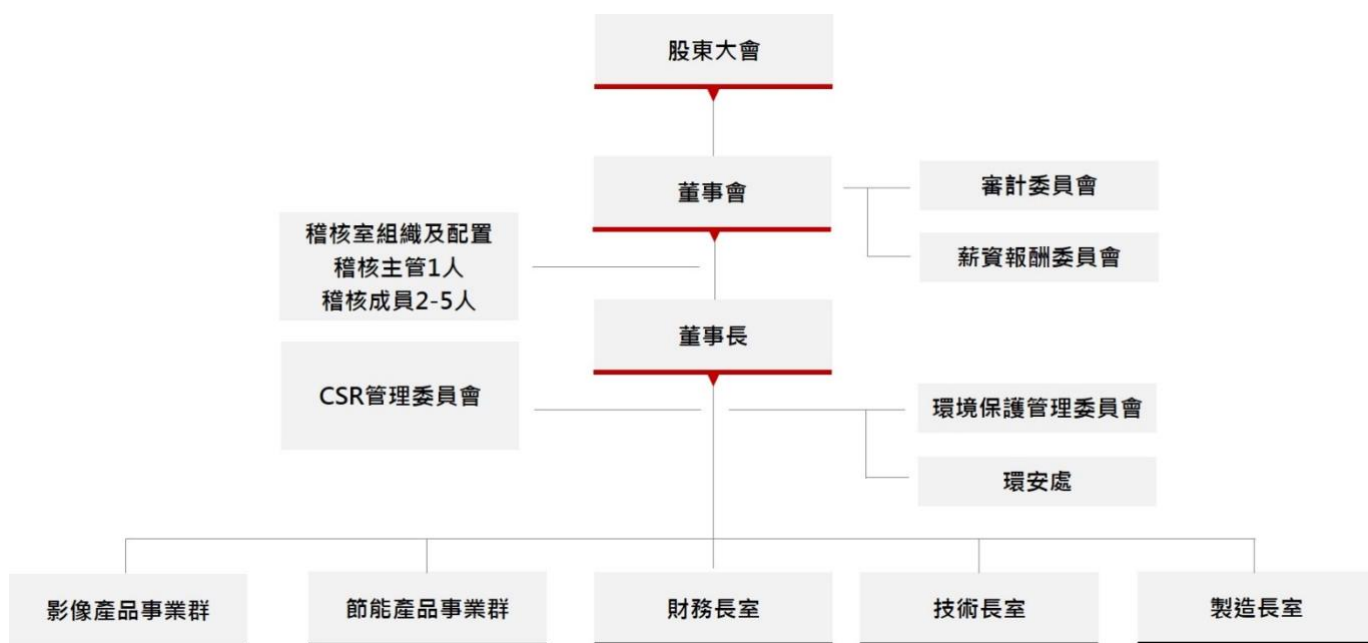 股東大會
董事會
審計委員會
薪資報酬委員會
稽核室組織及配置
稽核主管1人
稽核成員2-5人
董事長
CSR管理委員會
環境保護管理委員會
環安處
影像產品事業群
節能產品事業群
財務長室
技術長室
製造長室